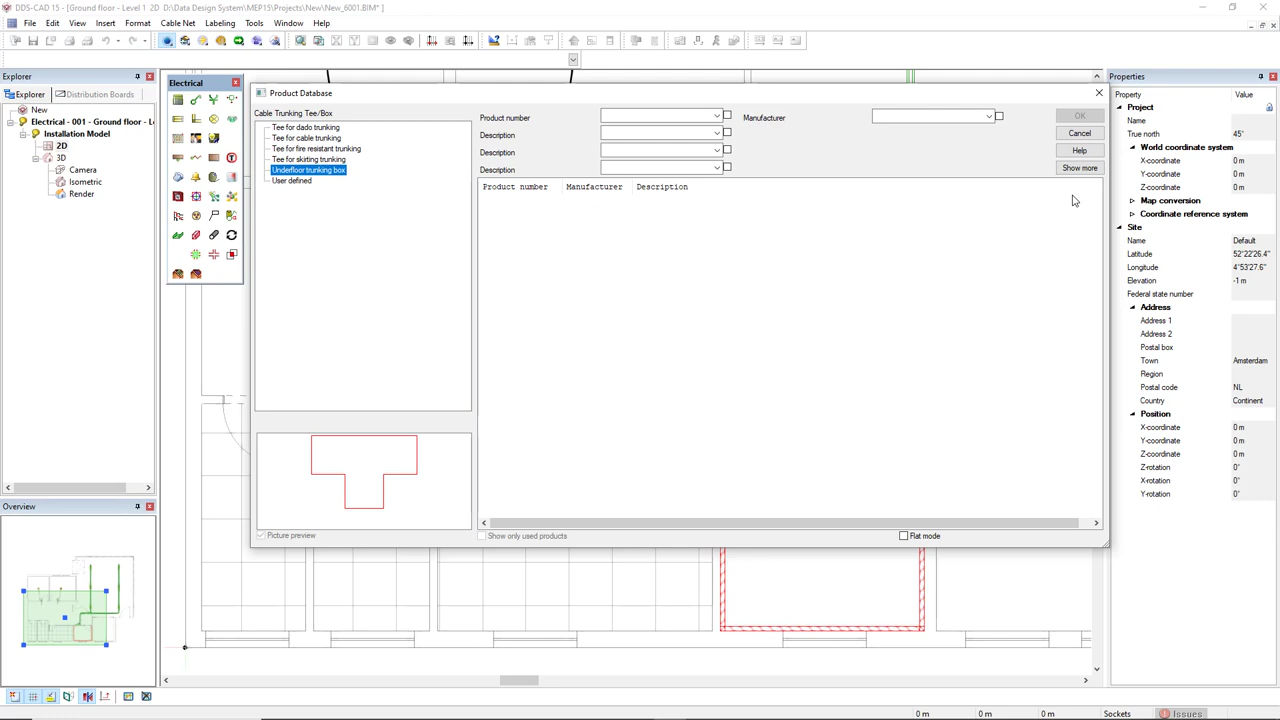 DDS-CAD 15 - [Ground floor - Level 1  2D  D:\Data Design System\MEP15\Projects\New\New_6001.BIM*]
File Edit View Insert Format Cable Net Labeling Tools Window Help
Explorer
Explorer Distribution Boards
New
Electrical - 001 - Ground floor - L
Installation Model
2D
3D
Camera
Isometric
Render
Overview
Electrical
Product Database
Cable Trunking Tee/Box
Tee for dado trunking
Tee for cable trunking
Tee for fire resistant trunking
Tee for skirting trunking
Underfloor trunking box
User defined
Picture preview
Product number
Description
Description
Description
Manufacturer
OK
Cancel
Help
Show more
Product number Manufacturer Description
Show only used products
Flat mode
Properties
Property Value
Project
Name
True north 45°
World coordinate system
X-coordinate 0 m
Y-coordinate 0 m
Z-coordinate 0 m
Map conversion
Coordinate reference system
Site
Name Default
Latitude 52°22'26.4"
Longitude 4°53'27.6"
Elevation -1 m
Federal state number
Address
Address 1
Address 2
Postal box
Town Amsterdam
Region
Postal code NL
Country Continent
Position
X-coordinate 0 m
Y-coordinate 0 m
Z-coordinate 0 m
Z-rotation 0°
X-rotation 0°
Y-rotation 0°
0 m 0 m 0 m Sockets Issues